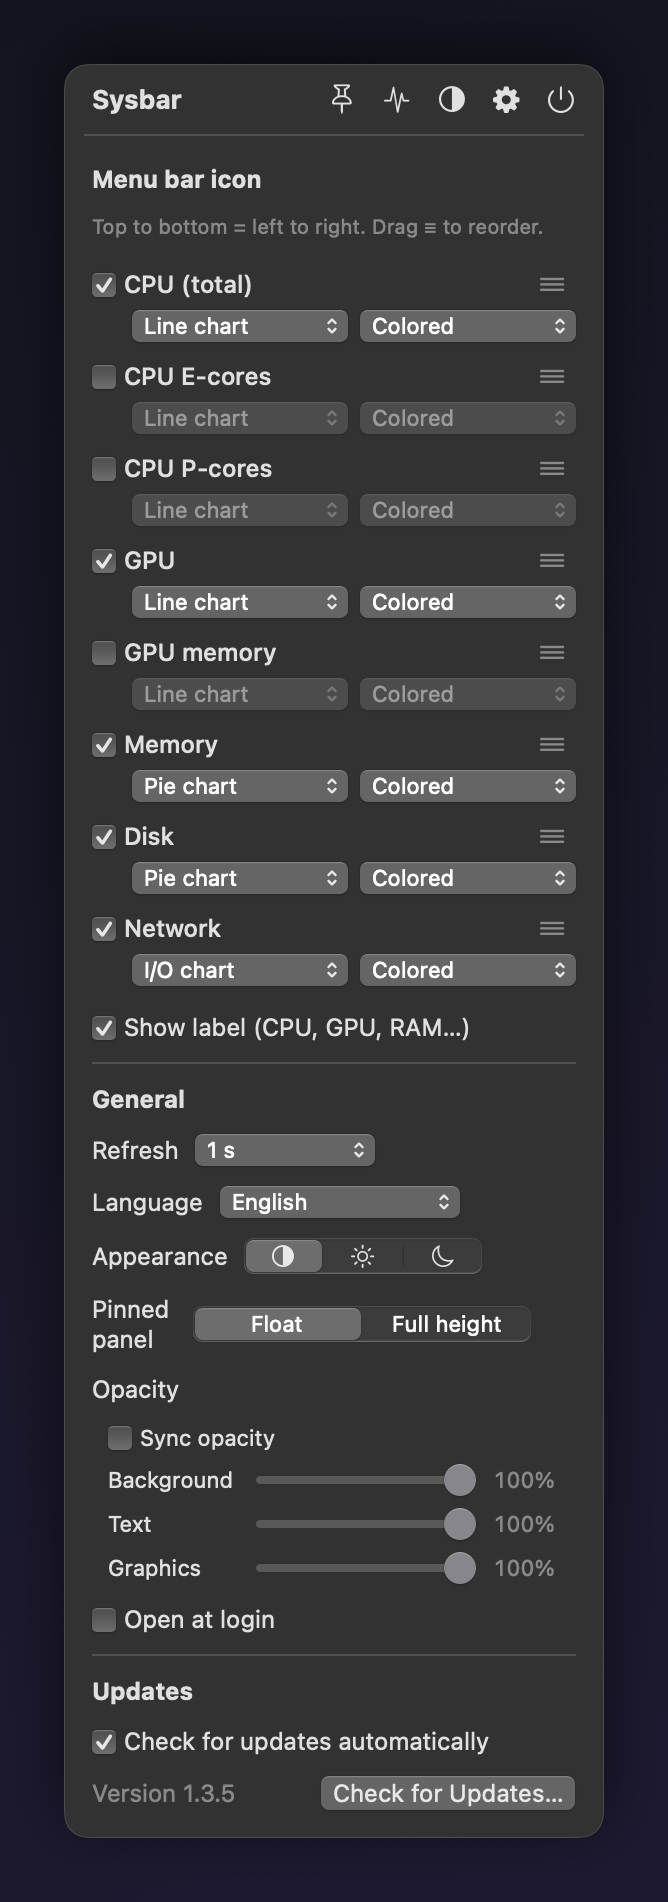 Sysbar
Menu bar icon
Top to bottom = left to right. Drag ≡ to reorder.
CPU (total)
Line chart Colored
CPU E-cores
Line chart Colored
CPU P-cores
Line chart Colored
GPU
Line chart Colored
GPU memory
Line chart Colored
Memory
Pie chart Colored
Disk
Pie chart Colored
Network
I/O chart Colored
Show label (CPU, GPU, RAM...)
General
Refresh 1 s
Language English
Appearance
Pinned
panel Float Full height
Opacity
Sync opacity
Background 100%
Text 100%
Graphics 100%
Open at login
Updates
Check for updates automatically
Version 1.3.5 Check for Updates...